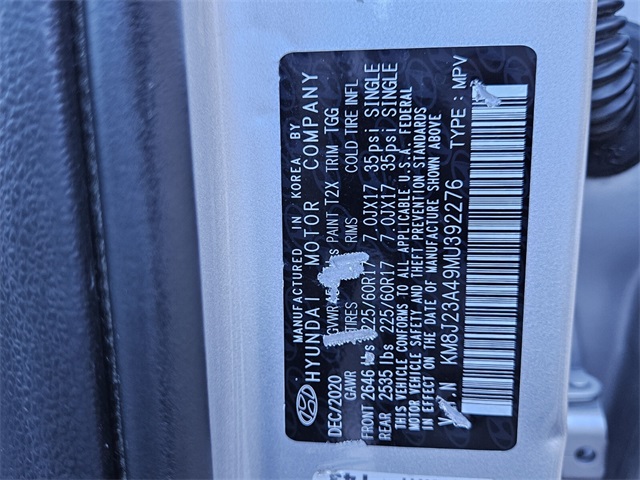 MANUFACTURED IN KOREA BY
HYUNDAI MOTOR COMPANY
DEC/2020 GVWR PAINT T2X TRIM TGG
GAWR TIRES RIMS COLD TIRE INFL
FRONT 2646 lbs 225/60R17 7.0JX17 35psi SINGLE
REAR 2535 lbs 225/60R17 7.0JX17 35psi SINGLE
THIS VEHICLE CONFORMS TO ALL APPLICABLE U.S.A. FEDERAL
MOTOR VEHICLE SAFETY AND THEFT PREVENTION STANDARDS
IN EFFECT ON THE DATE OF MANUFACTURE SHOWN ABOVE
V.I.N KM8J23A49MU392276 TYPE : MPV